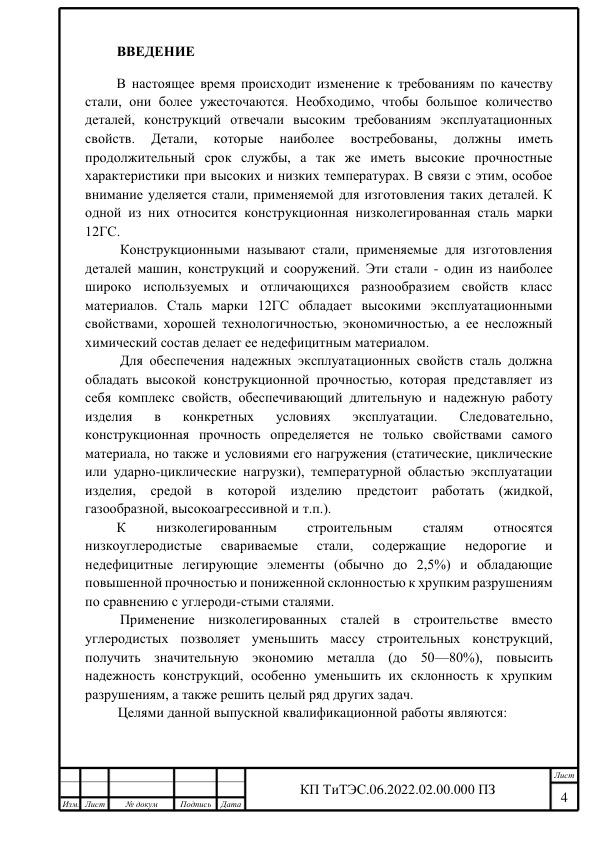 ВВЕДЕНИЕ
В настоящее время происходит изменение к требованиям по качеству
стали, они более ужесточаются. Необходимо, чтобы большое количество
деталей, конструкций отвечали высоким требованиям эксплуатационных
свойств. Детали, которые наиболее востребованы, должны иметь
продолжительный срок службы, а так же иметь высокие прочностные
характеристики при высоких и низких температурах. В связи с этим, особое
внимание уделяется стали, применяемой для изготовления таких деталей. К
одной из них относится конструкционная низколегированная сталь марки
12ГС.
Конструкционными называют стали, применяемые для изготовления
деталей машин, конструкций и сооружений. Эти стали - один из наиболее
широко используемых и отличающихся разнообразием свойств класс
материалов. Сталь марки 12ГС обладает высокими эксплуатационными
свойствами, хорошей технологичностью, экономичностью, а ее несложный
химический состав делает ее недефицитным материалом.
Для обеспечения надежных эксплуатационных свойств сталь должна
обладать высокой конструкционной прочностью, которая представляет из
себя комплекс свойств, обеспечивающий длительную и надежную работу
изделия в конкретных условиях эксплуатации. Следовательно,
конструкционная прочность определяется не только свойствами самого
материала, но также и условиями его нагружения (статические, циклические
или ударно-циклические нагрузки), температурной областью эксплуатации
изделия, средой в которой изделию предстоит работать (жидкой,
газообразной, высокоагрессивной и т.п.).
К низколегированным строительным сталям относятся
низкоуглеродистые свариваемые стали, содержащие недорогие и
недефицитные легирующие элементы (обычно до 2,5%) и обладающие
повышенной прочностью и пониженной склонностью к хрупким разрушениям
по сравнению с углероди-стыми сталями.
Применение низколегированных сталей в строительстве вместо
углеродистых позволяет уменьшить массу строительных конструкций,
получить значительную экономию металла (до 50—80%), повысить
надежность конструкций, особенно уменьшить их склонность к хрупким
разрушениям, а также решить целый ряд других задач.
Целями данной выпускной квалификационной работы являются:
КП ТиТЭС.06.2022.02.00.000 ПЗ
Лист
4
Изм. Лист № докум Подпись Дата